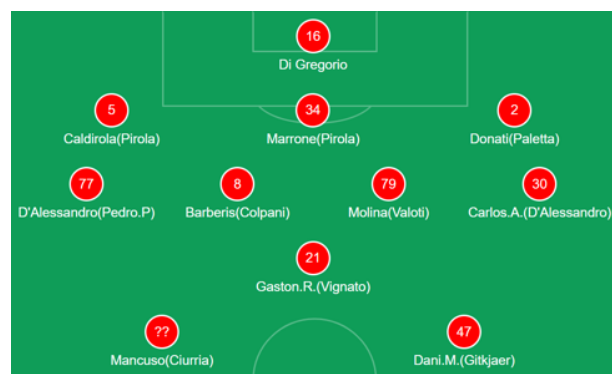 16
Di Gregorio
5 34 2
Caldirola(Pirola) Marrone(Pirola) Donati(Paletta)
77 8 79 30
D'Alessandro(Pedro.P) Barberis(Colpani) Molina(Valoti) Carlos.A.(D'Alessandro)
21
Gaston.R.(Vignato)
?? 47
Mancuso(Ciurria) Dani.M.(Gitkjaer)